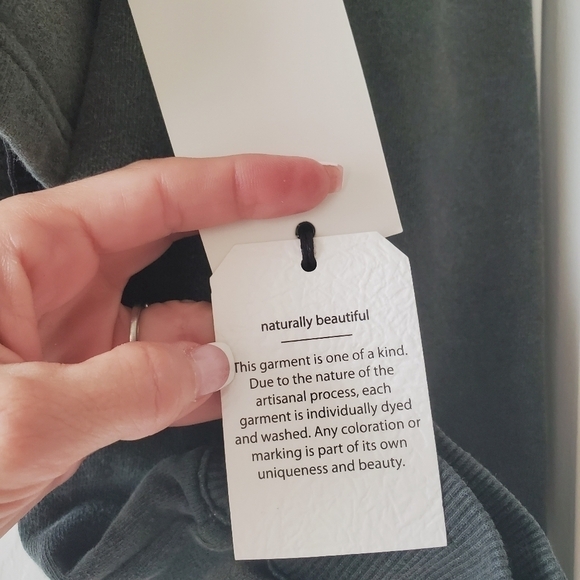 naturally beautiful
This garment is one of a kind.
Due to the nature of the
artisanal process, each
garment is individually dyed
and washed. Any coloration or
marking is part of its own
uniqueness and beauty.